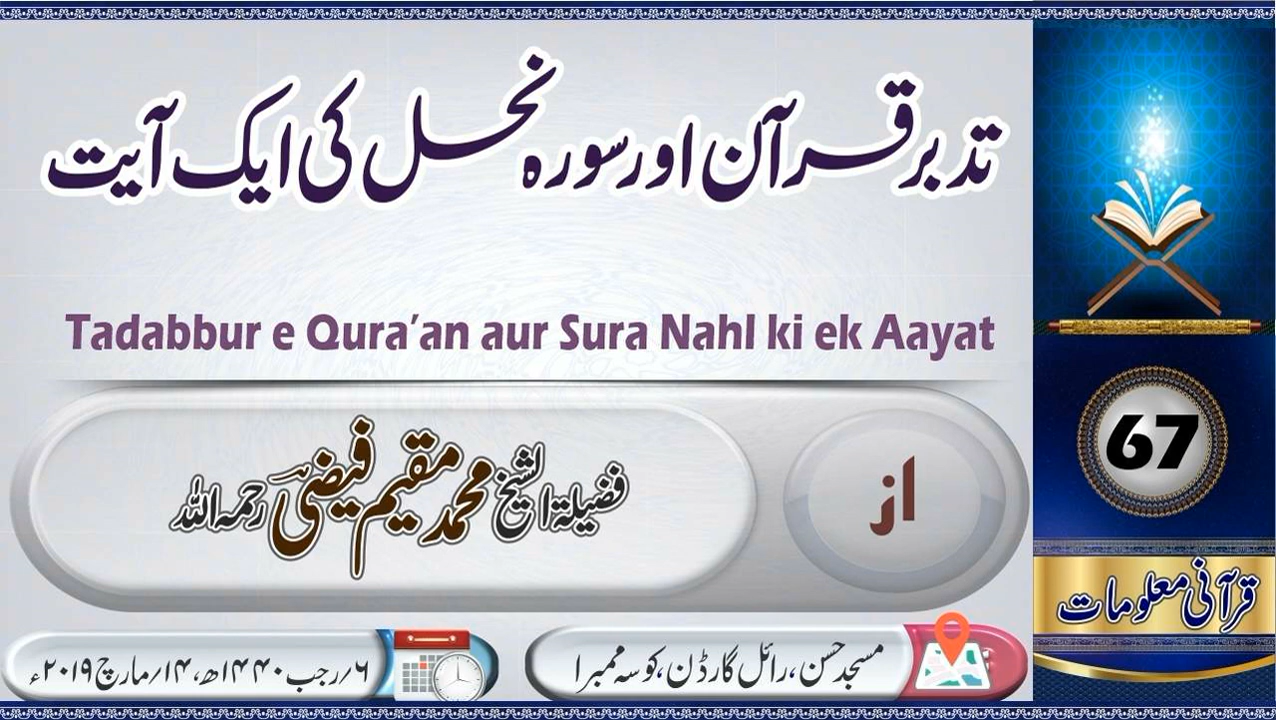 تدبر قرآن اور سورہ نحل کی ایک آیت
Tadabbur e Qura'an aur Sura Nahl ki ek Aayat
از
فضیلۃ الشیخ محمد مقیم فیضی رحمہ اللہ
67
قرآنی معلومات
مسجد حسن، رائل گارڈن، کوسہ ممبرا
۶/رجب ۱۴۴۰ھ، ۱۴/مارچ ۲۰۱۹ء